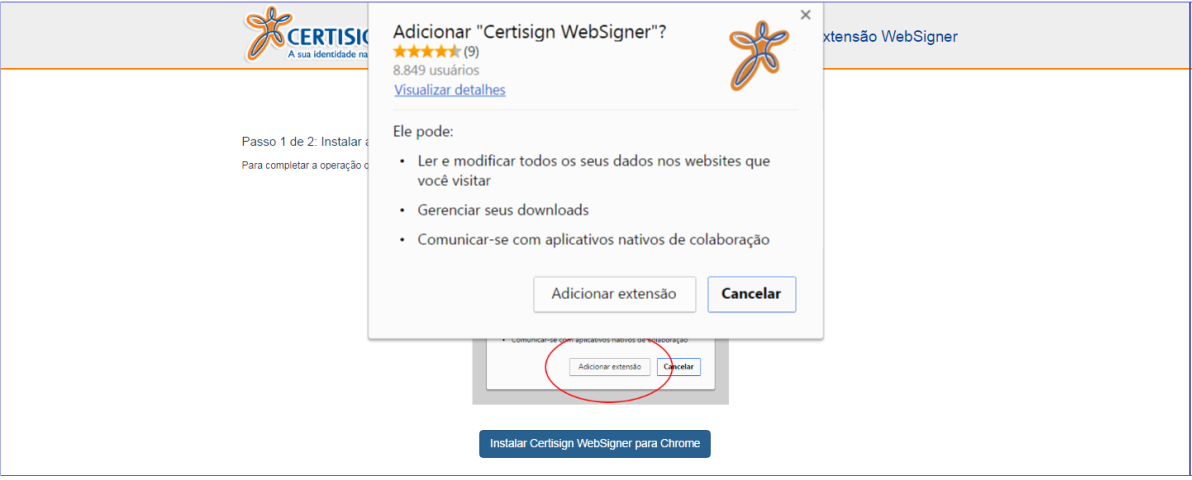 CERTISIG
A sua identidade na
xtensão WebSigner
Adicionar "Certisign WebSigner"?
(9)
8.849 usuários
Visualizar detalhes
Passo 1 de 2: Instalar a
Para completar a operação c
Ele pode:
• Ler e modificar todos os seus dados nos websites que
você visitar
• Gerenciar seus downloads
• Comunicar-se com aplicativos nativos de colaboração
Adicionar extensão
Cancelar
• Comunicar-se com aplicativos nativos de colaboração
Adicionar extensão
Cancelar
Instalar Certisign WebSigner para Chrome